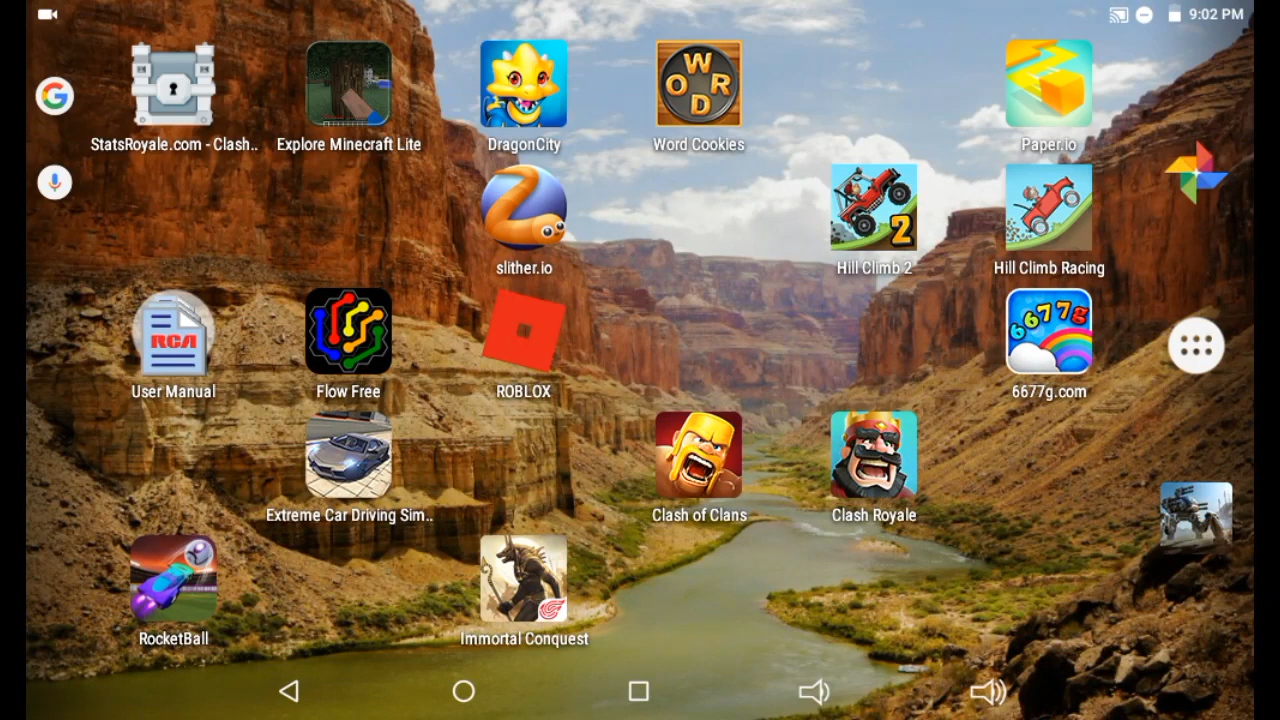 9:02 PM
W
O R
D
StatsRoyale.com - Clash..
Explore Minecraft Lite
DragonCity
Word Cookies
Paper.io
2
slither.io
Hill Climb 2
Hill Climb Racing
RCA
6677g
User Manual
Flow Free
ROBLOX
6677g.com
Extreme Car Driving Sim..
Clash of Clans
Clash Royale
RocketBall
Immortal Conquest